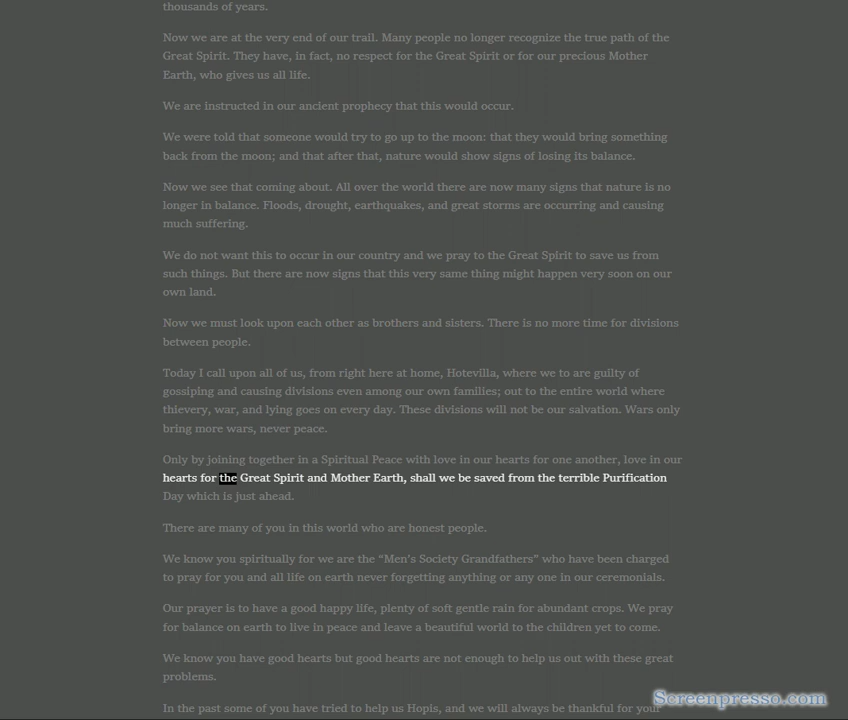 thousands of years.
Now we are at the very end of our trail. Many people no longer recognize the true path of the
Great Spirit. They have, in fact, no respect for the Great Spirit or for our precious Mother
Earth, who gives us all life.
We are instructed in our ancient prophecy that this would occur.
We were told that someone would try to go up to the moon: that they would bring something
back from the moon; and that after that, nature would show signs of losing its balance.
Now we see that coming about. All over the world there are now many signs that nature is no
longer in balance. Floods, drought, earthquakes, and great storms are occurring and causing
much suffering.
We do not want this to occur in our country and we pray to the Great Spirit to save us from
such things. But there are now signs that this very same thing might happen very soon on our
own land.
Now we must look upon each other as brothers and sisters. There is no more time for divisions
between people.
Today I call upon all of us, from right here at home, Hotevilla, where we to are guilty of
gossiping and causing divisions even among our own families; out to the entire world where
thievery, war, and lying goes on every day. These divisions will not be our salvation. Wars only
bring more wars, never peace.
Only by joining together in a Spiritual Peace with love in our hearts for one another, love in our
hearts for the Great Spirit and Mother Earth, shall we be saved from the terrible Purification
Day which is just ahead.
There are many of you in this world who are honest people.
We know you spiritually for we are the “Men’s Society Grandfathers” who have been charged
to pray for you and all life on earth never forgetting anything or any one in our ceremonials.
Our prayer is to have a good happy life, plenty of soft gentle rain for abundant crops. We pray
for balance on earth to live in peace and leave a beautiful world to the children yet to come.
We know you have good hearts but good hearts are not enough to help us out with these great
problems.
In the past some of you have tried to help us Hopis, and we will always be thankful for your
Screenpresso.com